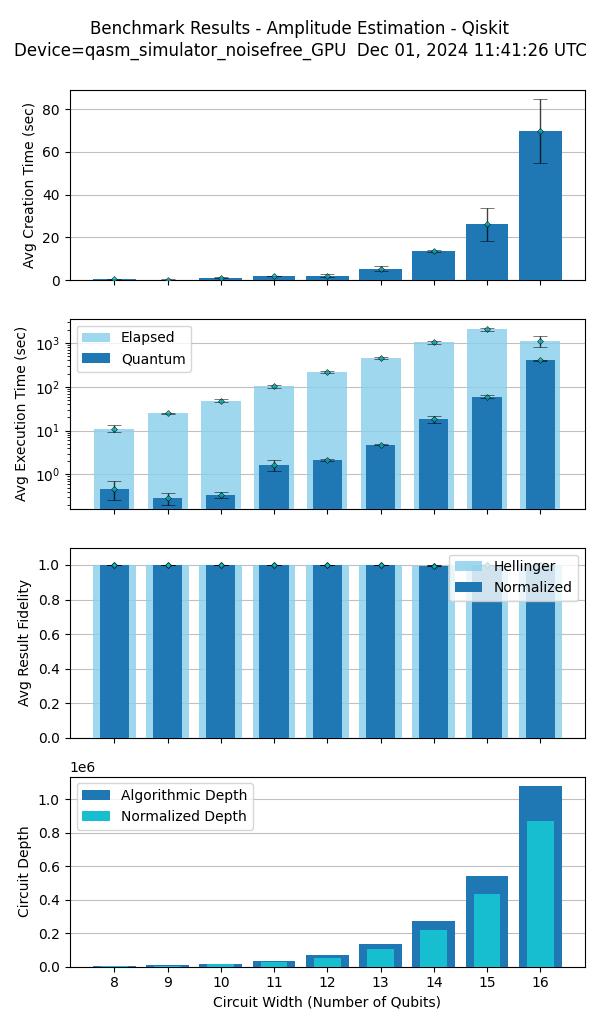 Benchmark Results - Amplitude Estimation - Qiskit
Device=qasm_simulator_noisefree_GPU  Dec 01, 2024 11:41:26 UTC
Avg Creation Time (sec)
80
60
40
20
0
Avg Execution Time (sec)
10³
10²
10¹
10⁰
Elapsed
Quantum
Avg Result Fidelity
1.0
0.8
0.6
0.4
0.2
0.0
Hellinger
Normalized
1e6
Circuit Depth
1.0
0.8
0.6
0.4
0.2
0.0
Algorithmic Depth
Normalized Depth
8 9 10 11 12 13 14 15 16
Circuit Width (Number of Qubits)